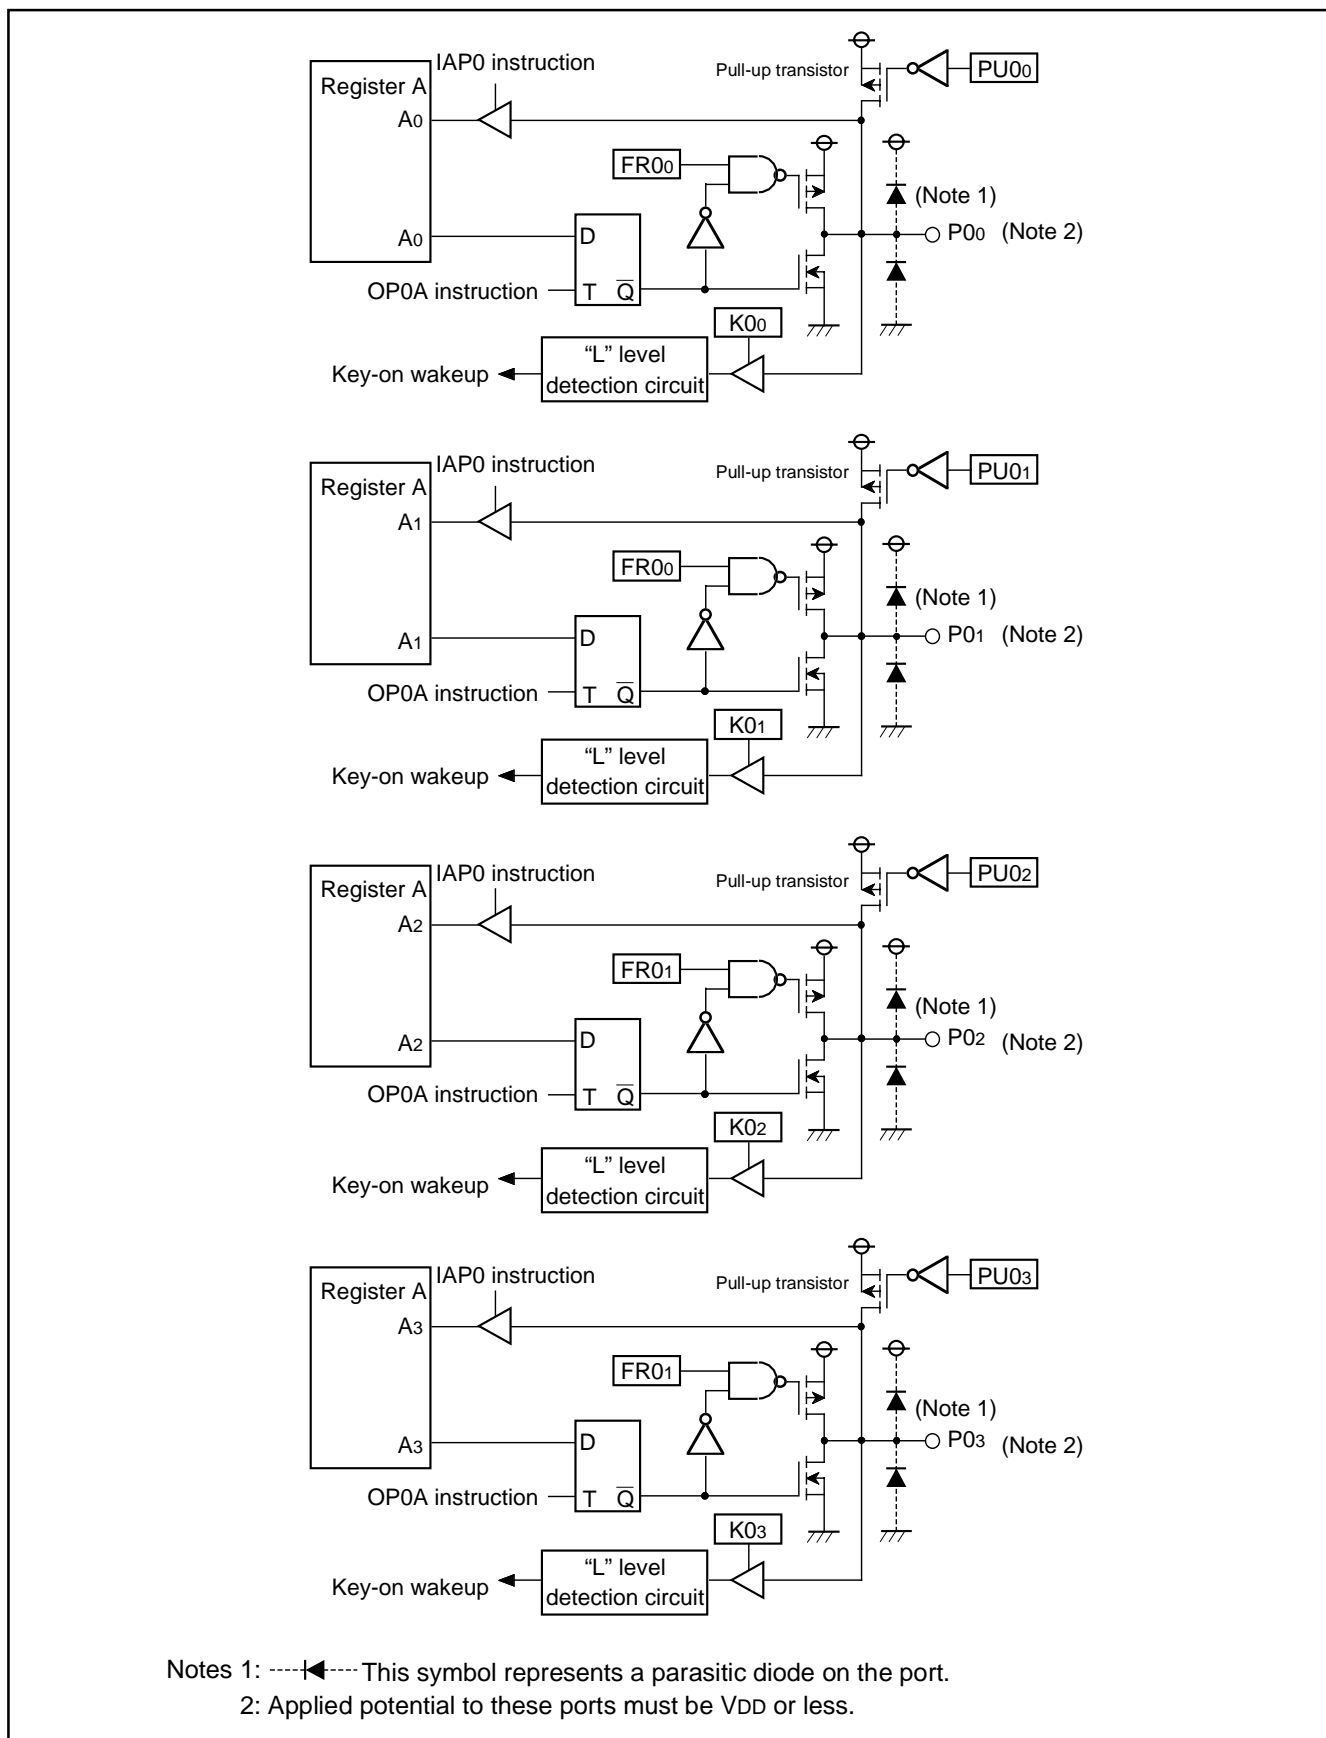 IAP0 instruction
Pull-up transistor
PU00
Register A
A0
FR00
(Note 1)
A0
D
P00 (Note 2)
OP0A instruction
T Q
K00
Key-on wakeup
“L” level
detection circuit
IAP0 instruction
Pull-up transistor
PU01
Register A
A1
FR00
(Note 1)
A1
D
P01 (Note 2)
OP0A instruction
T Q
K01
Key-on wakeup
“L” level
detection circuit
IAP0 instruction
Pull-up transistor
PU02
Register A
A2
FR01
(Note 1)
A2
D
P02 (Note 2)
OP0A instruction
T Q
K02
Key-on wakeup
“L” level
detection circuit
IAP0 instruction
Pull-up transistor
PU03
Register A
A3
FR01
(Note 1)
A3
D
P03 (Note 2)
OP0A instruction
T Q
K03
Key-on wakeup
“L” level
detection circuit
Notes 1: This symbol represents a parasitic diode on the port.
2: Applied potential to these ports must be VDD or less.